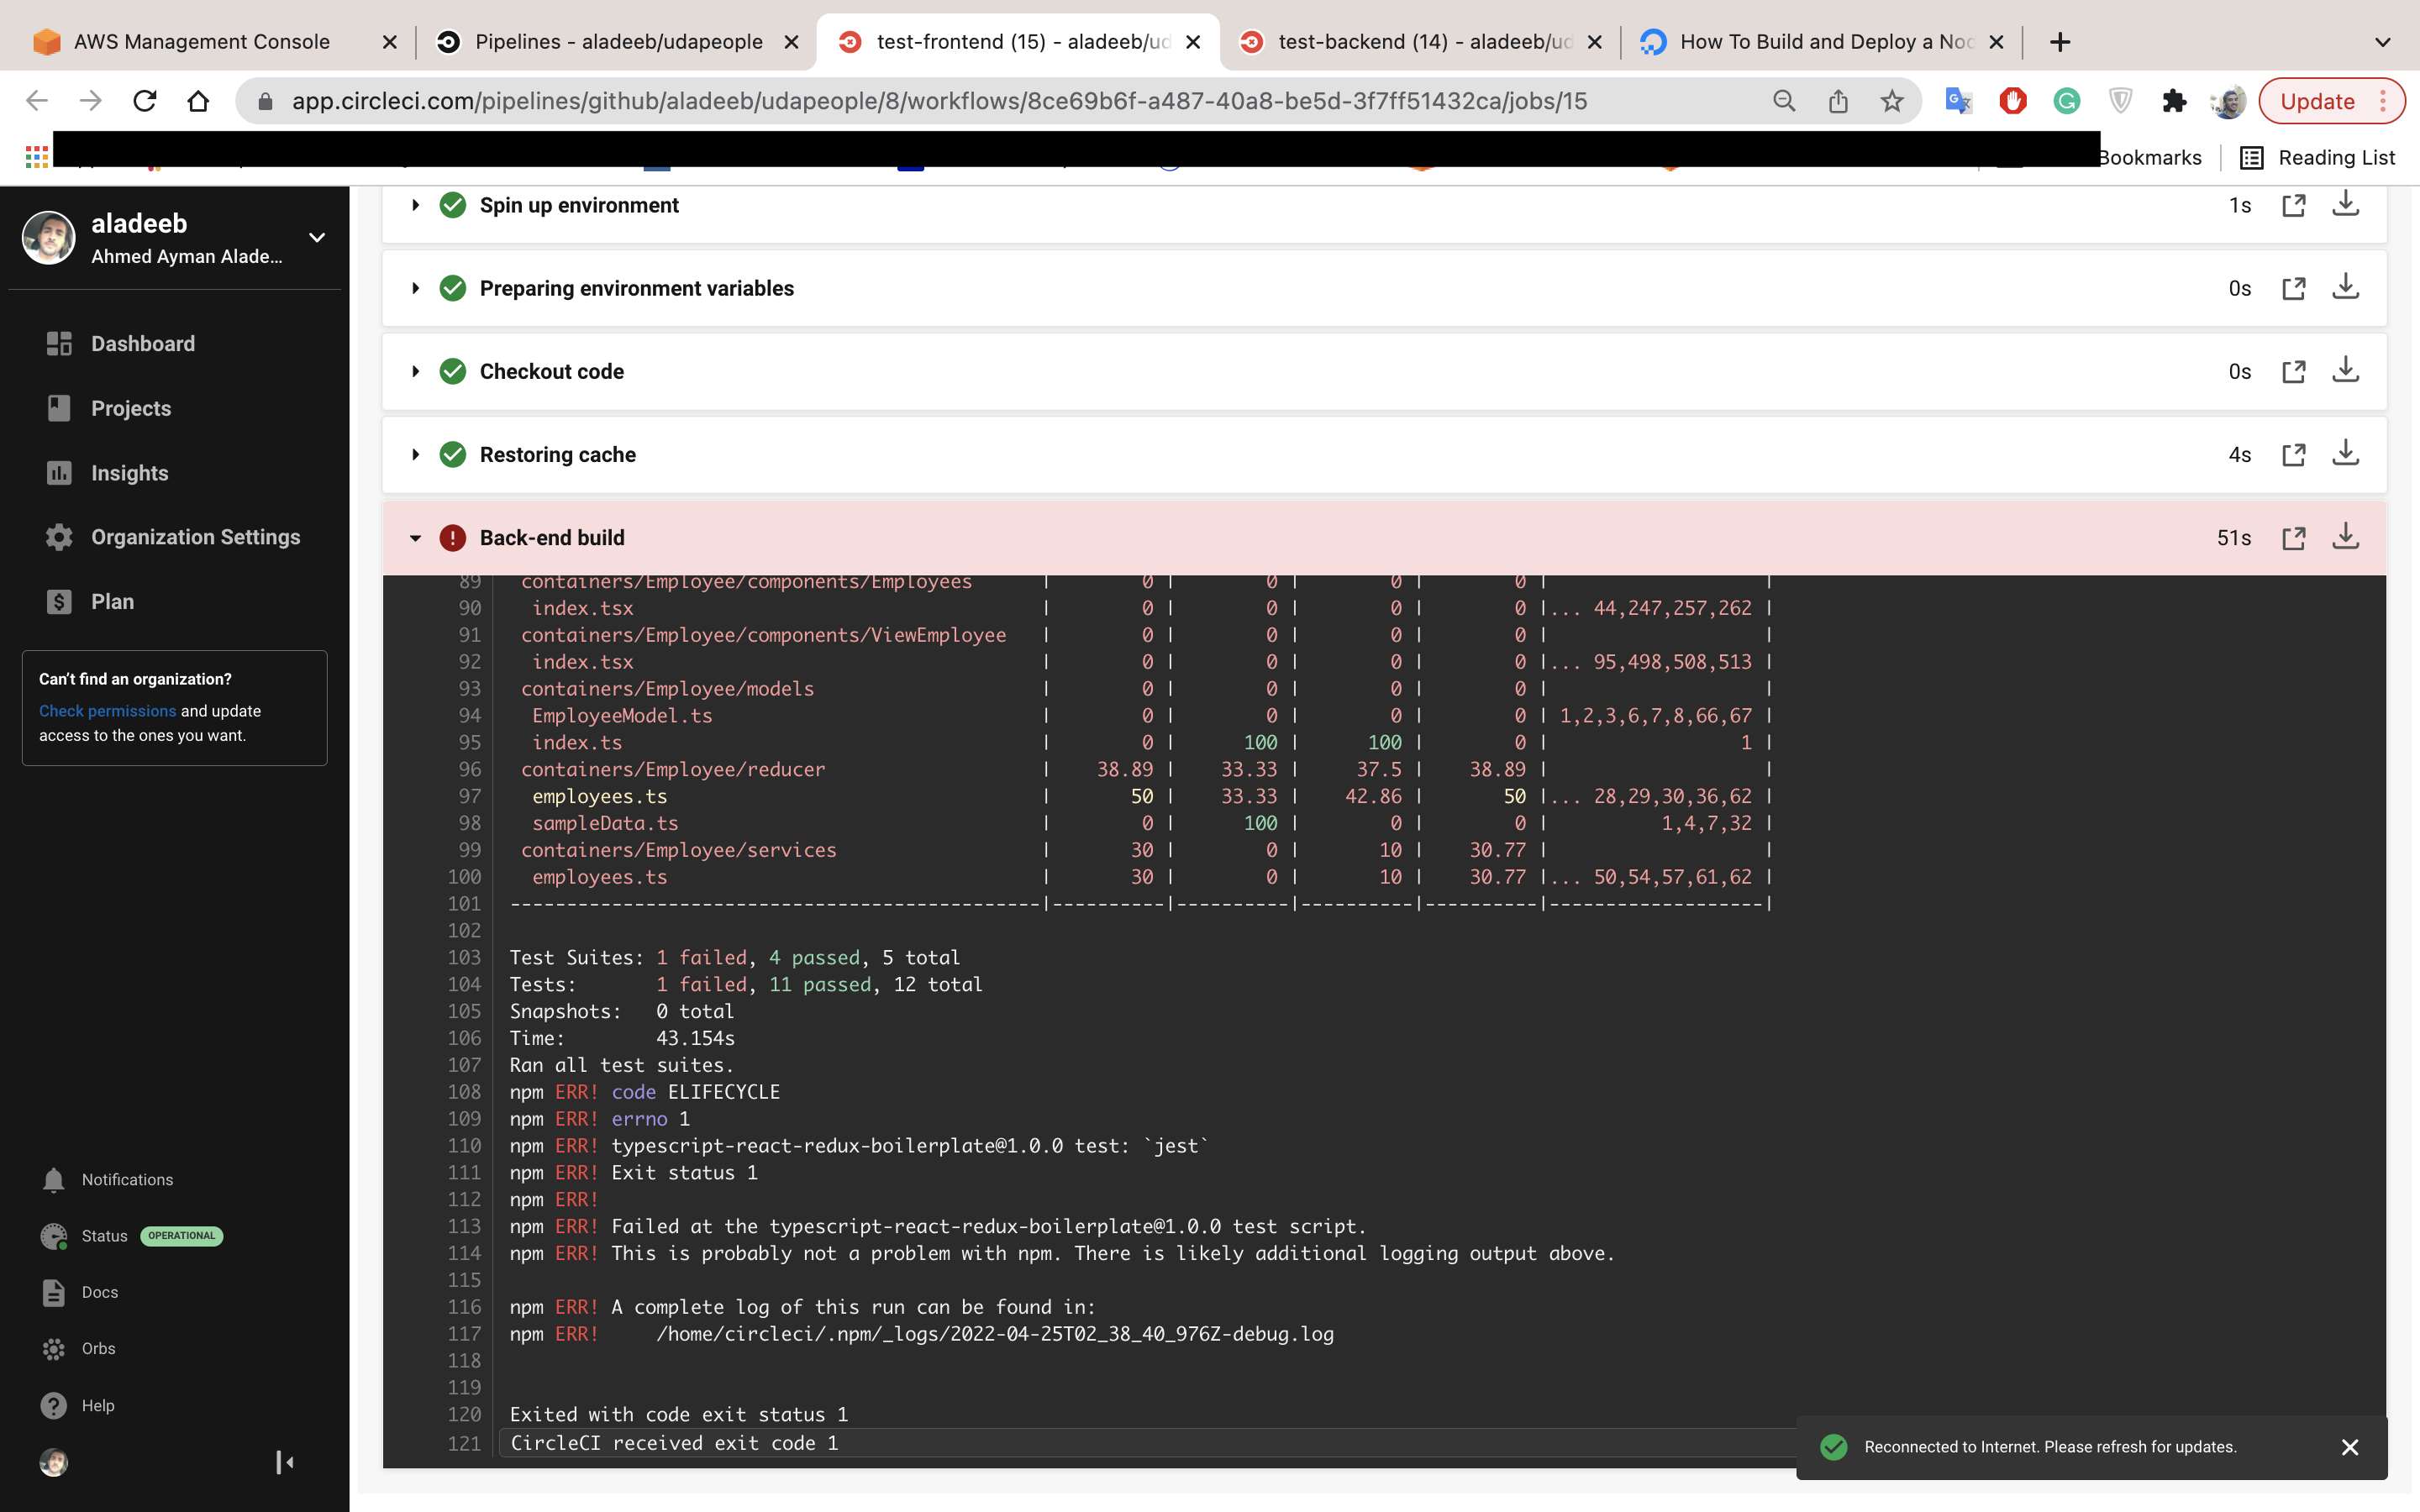 AWS Management Console
Pipelines - aladeeb/udapeople
test-frontend (15) - aladeeb/ud
test-backend (14) - aladeeb/ud
How To Build and Deploy a Noc
app.circleci.com/pipelines/github/aladeeb/udapeople/8/workflows/8ce69b6f-a487-40a8-be5d-3f7ff51432ca/jobs/15
Update
Bookmarks
Reading List
aladeeb
Ahmed Ayman Alade...
Dashboard
Projects
Insights
Organization Settings
Plan
Can't find an organization?
Check permissions and update
access to the ones you want.
Notifications
Status OPERATIONAL
Docs
Orbs
Help
Spin up environment 1s
Preparing environment variables 0s
Checkout code 0s
Restoring cache 4s
! Back-end build 51s
89 containers/Employee/components/Employees | 0 | 0 | 0 | 0 | |
90 index.tsx | 0 | 0 | 0 | 0 |... 44,247,257,262 |
91 containers/Employee/components/ViewEmployee | 0 | 0 | 0 | 0 | |
92 index.tsx | 0 | 0 | 0 | 0 |... 95,498,508,513 |
93 containers/Employee/models | 0 | 0 | 0 | 0 | |
94 EmployeeModel.ts | 0 | 0 | 0 | 0 | 1,2,3,6,7,8,66,67 |
95 index.ts | 0 | 100 | 100 | 0 | 1 |
96 containers/Employee/reducer | 38.89 | 33.33 | 37.5 | 38.89 | |
97 employees.ts | 50 | 33.33 | 42.86 | 50 |... 28,29,30,36,62 |
98 sampleData.ts | 0 | 100 | 0 | 0 | 1,4,7,32 |
99 containers/Employee/services | 30 | 0 | 10 | 30.77 | |
100 employees.ts | 30 | 0 | 10 | 30.77 |... 50,54,57,61,62 |
101 -----------------------------------------------|----------|----------|----------|----------|-------------------|
102
103 Test Suites: 1 failed, 4 passed, 5 total
104 Tests: 1 failed, 11 passed, 12 total
105 Snapshots: 0 total
106 Time: 43.154s
107 Ran all test suites.
108 npm ERR! code ELIFECYCLE
109 npm ERR! errno 1
110 npm ERR! typescript-react-redux-boilerplate@1.0.0 test: `jest`
111 npm ERR! Exit status 1
112 npm ERR!
113 npm ERR! Failed at the typescript-react-redux-boilerplate@1.0.0 test script.
114 npm ERR! This is probably not a problem with npm. There is likely additional logging output above.
115
116 npm ERR! A complete log of this run can be found in:
117 npm ERR! /home/circleci/.npm/_logs/2022-04-25T02_38_40_976Z-debug.log
118
119
120 Exited with code exit status 1
121 CircleCI received exit code 1
Reconnected to Internet. Please refresh for updates.